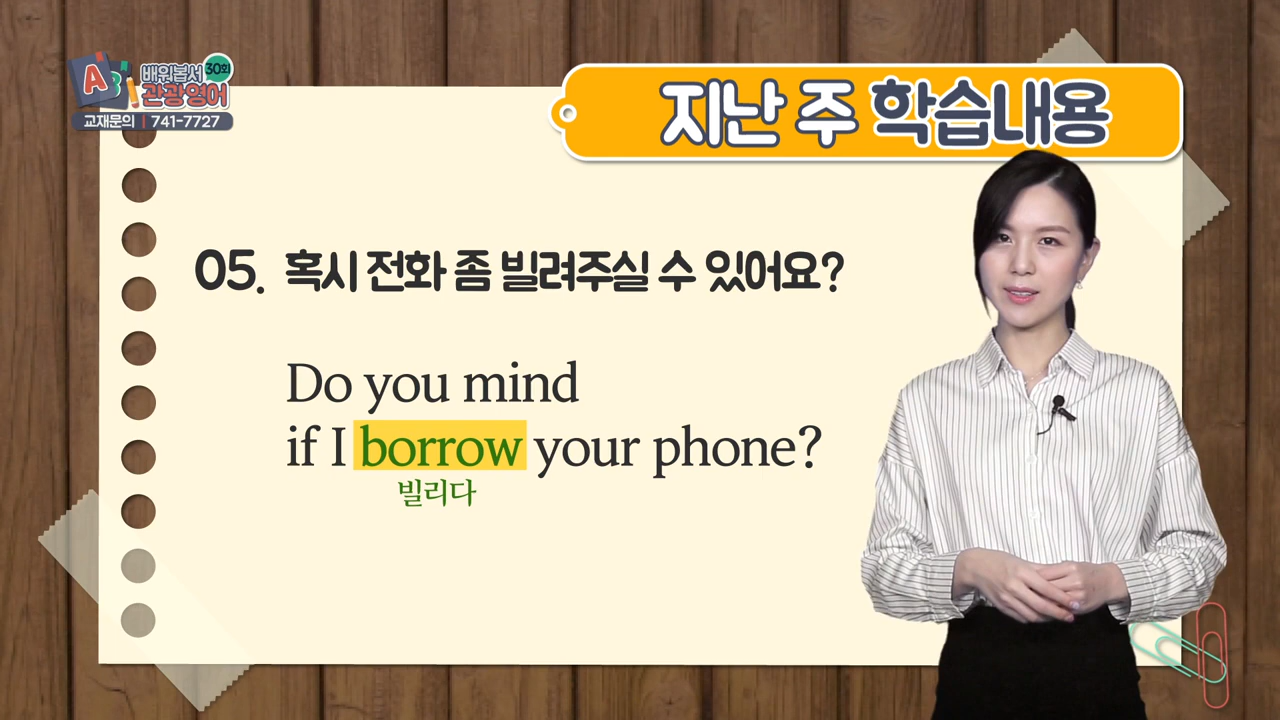 배워봅서 30회
관광영어
교재문의 | 741-7727
지난 주 학습내용
05. 혹시 전화 좀 빌려주실 수 있어요?
Do you mind
if I borrow your phone?
빌리다